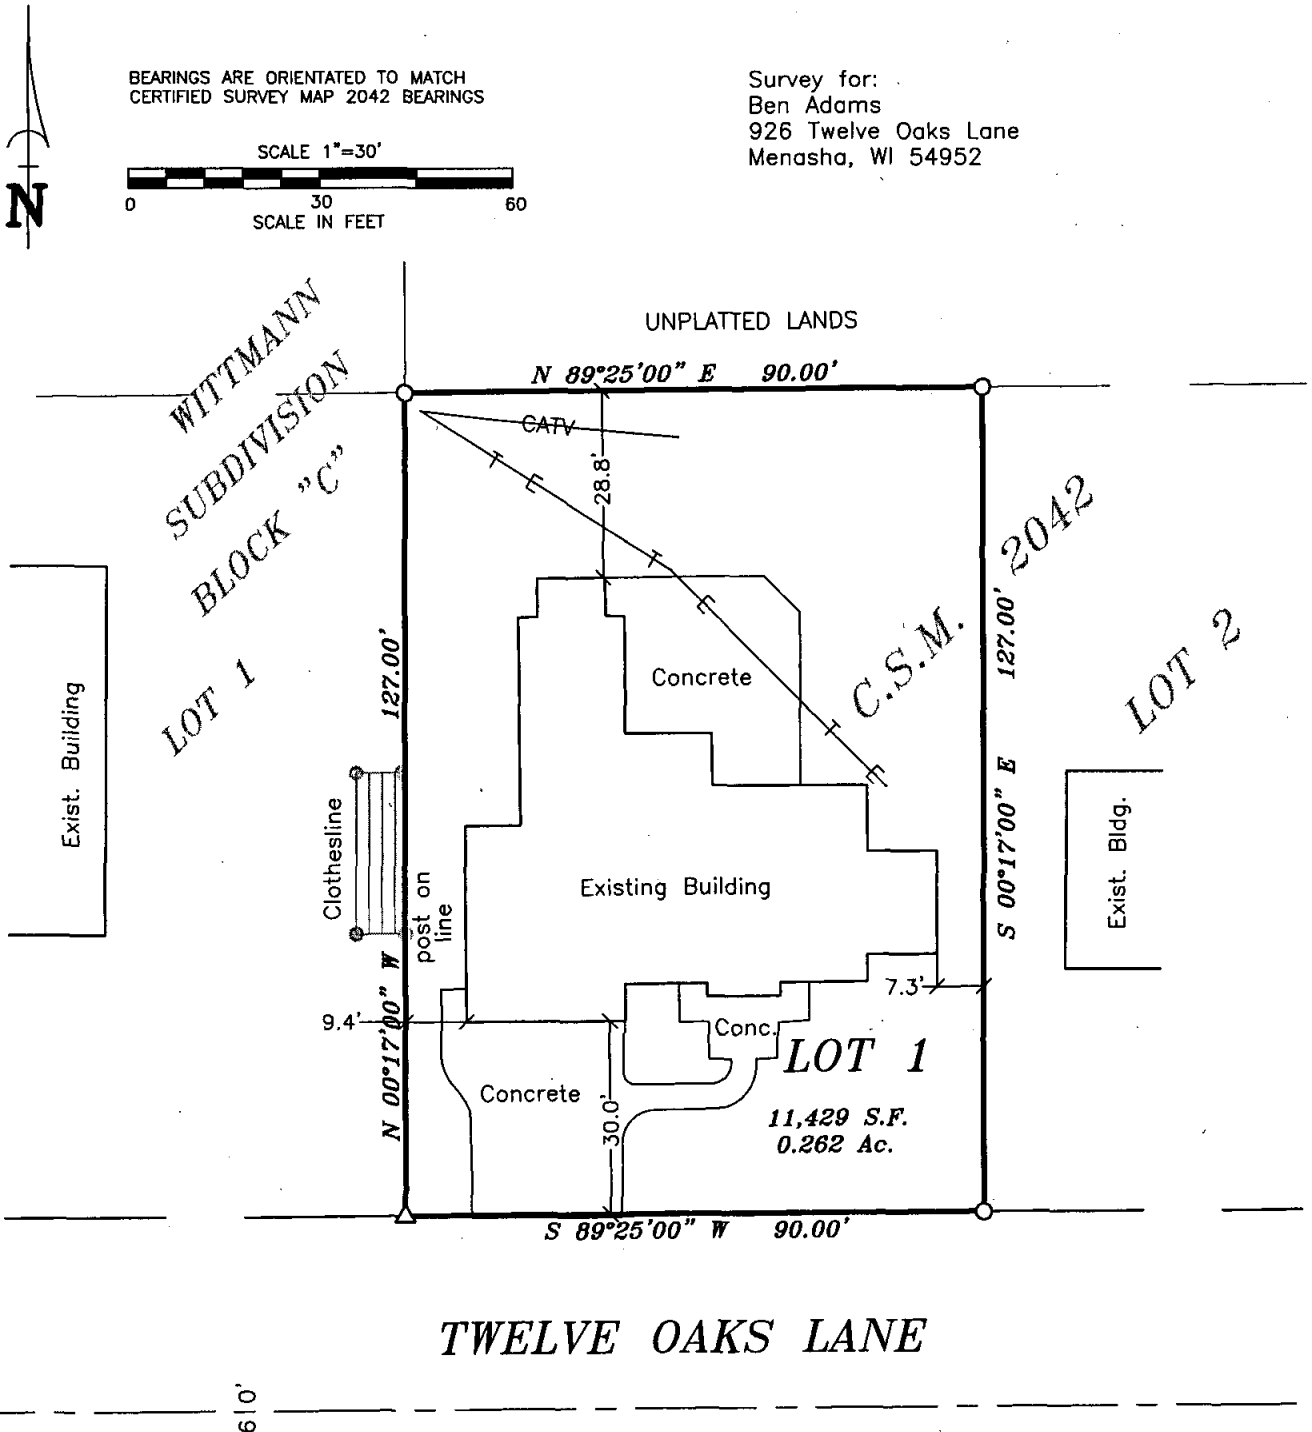 BEARINGS ARE ORIENTATED TO MATCH
CERTIFIED SURVEY MAP 2042 BEARINGS
SCALE 1"=30'
0 30 60
SCALE IN FEET
N
Survey for:
Ben Adams
926 Twelve Oaks Lane
Menasha, WI 54952
UNPLATTED LANDS
N 89°25'00" E 90.00'
WITTMANN
SUBDIVISION
BLOCK "C"
LOT 1
CATV
T
E
28.8'
T
E
T
E
C.S.M. 2042
LOT 2
127.00'
N 00°17'00" W
127.00'
S 00°17'00" E
Exist. Building
Clothesline
post on
line
Concrete
Existing Building
Exist. Bldg.
7.3'
9.4'
Conc.
Concrete
30.0'
LOT 1
11,429 S.F.
0.262 Ac.
S 89°25'00" W 90.00'
TWELVE OAKS LANE
60'